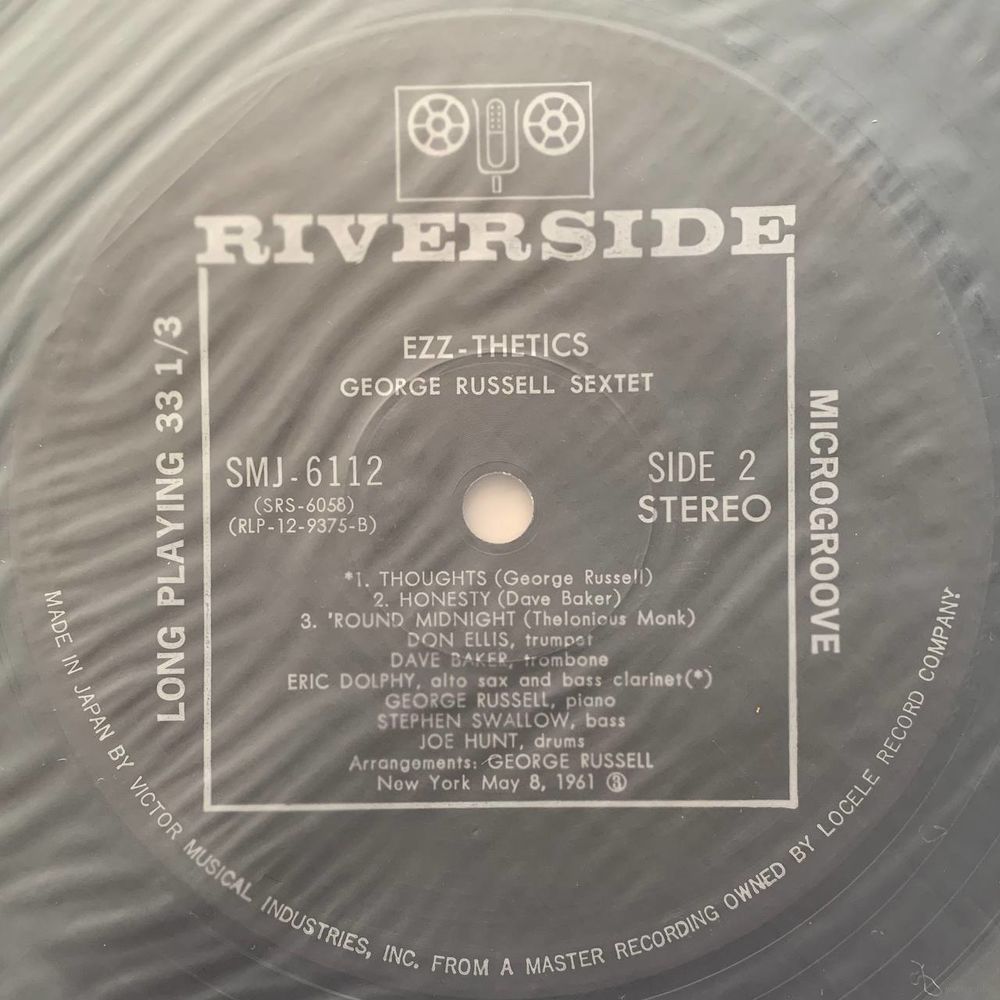 RIVERSIDE
EZZ-THETICS
GEORGE RUSSELL SEXTET
LONG PLAYING 33 1/3
MICROGROOVE
SMJ-6112
(SRS-6058)
(RLP-12-9375-B)
SIDE 2
STEREO
*1. THOUGHTS (George Russell)
2. HONESTY (Dave Baker)
3. 'ROUND MIDNIGHT (Thelonious Monk)
DON ELLIS, trumpet
DAVE BAKER, trombone
ERIC DOLPHY, alto sax and bass clarinet(*)
GEORGE RUSSELL, piano
STEPHEN SWALLOW, bass
JOE HUNT, drums
Arrangements: GEORGE RUSSELL
New York May 8, 1961
MADE IN JAPAN BY VICTOR MUSICAL INDUSTRIES, INC. FROM A MASTER RECORDING OWNED BY LOCELE RECORD COMPANY